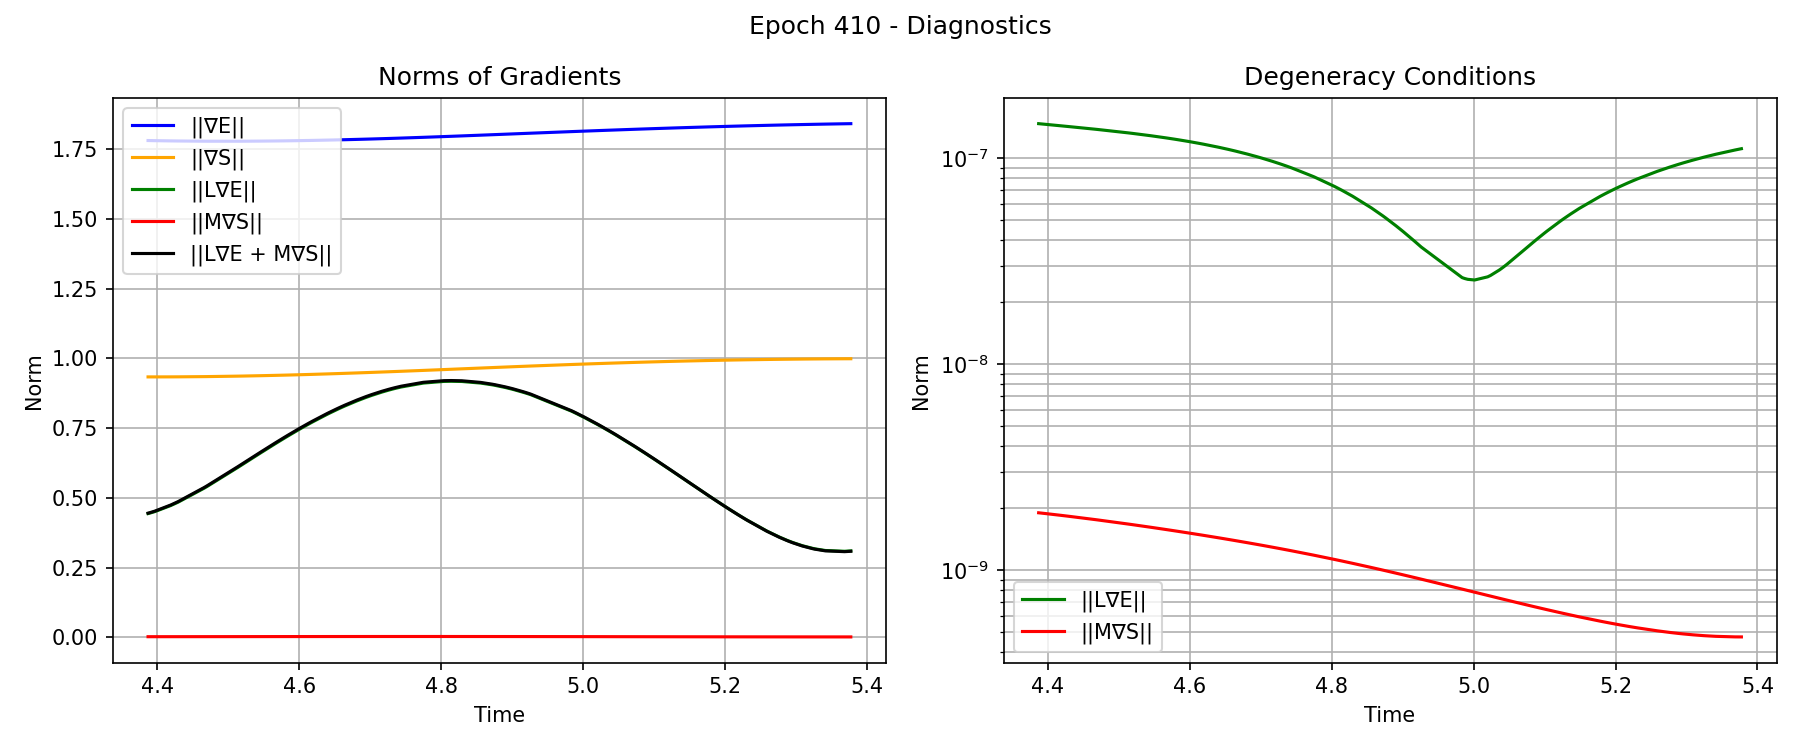 Epoch 410 - Diagnostics
Norms of Gradients
||∇E||
||∇S||
||L∇E||
||M∇S||
||L∇E + M∇S||
Norm
1.75
1.50
1.25
1.00
0.75
0.50
0.25
0.00
4.4 4.6 4.8 5.0 5.2 5.4
Time
Degeneracy Conditions
Norm
10⁻⁷
10⁻⁸
10⁻⁹
||L∇E||
||M∇S||
4.4 4.6 4.8 5.0 5.2 5.4
Time